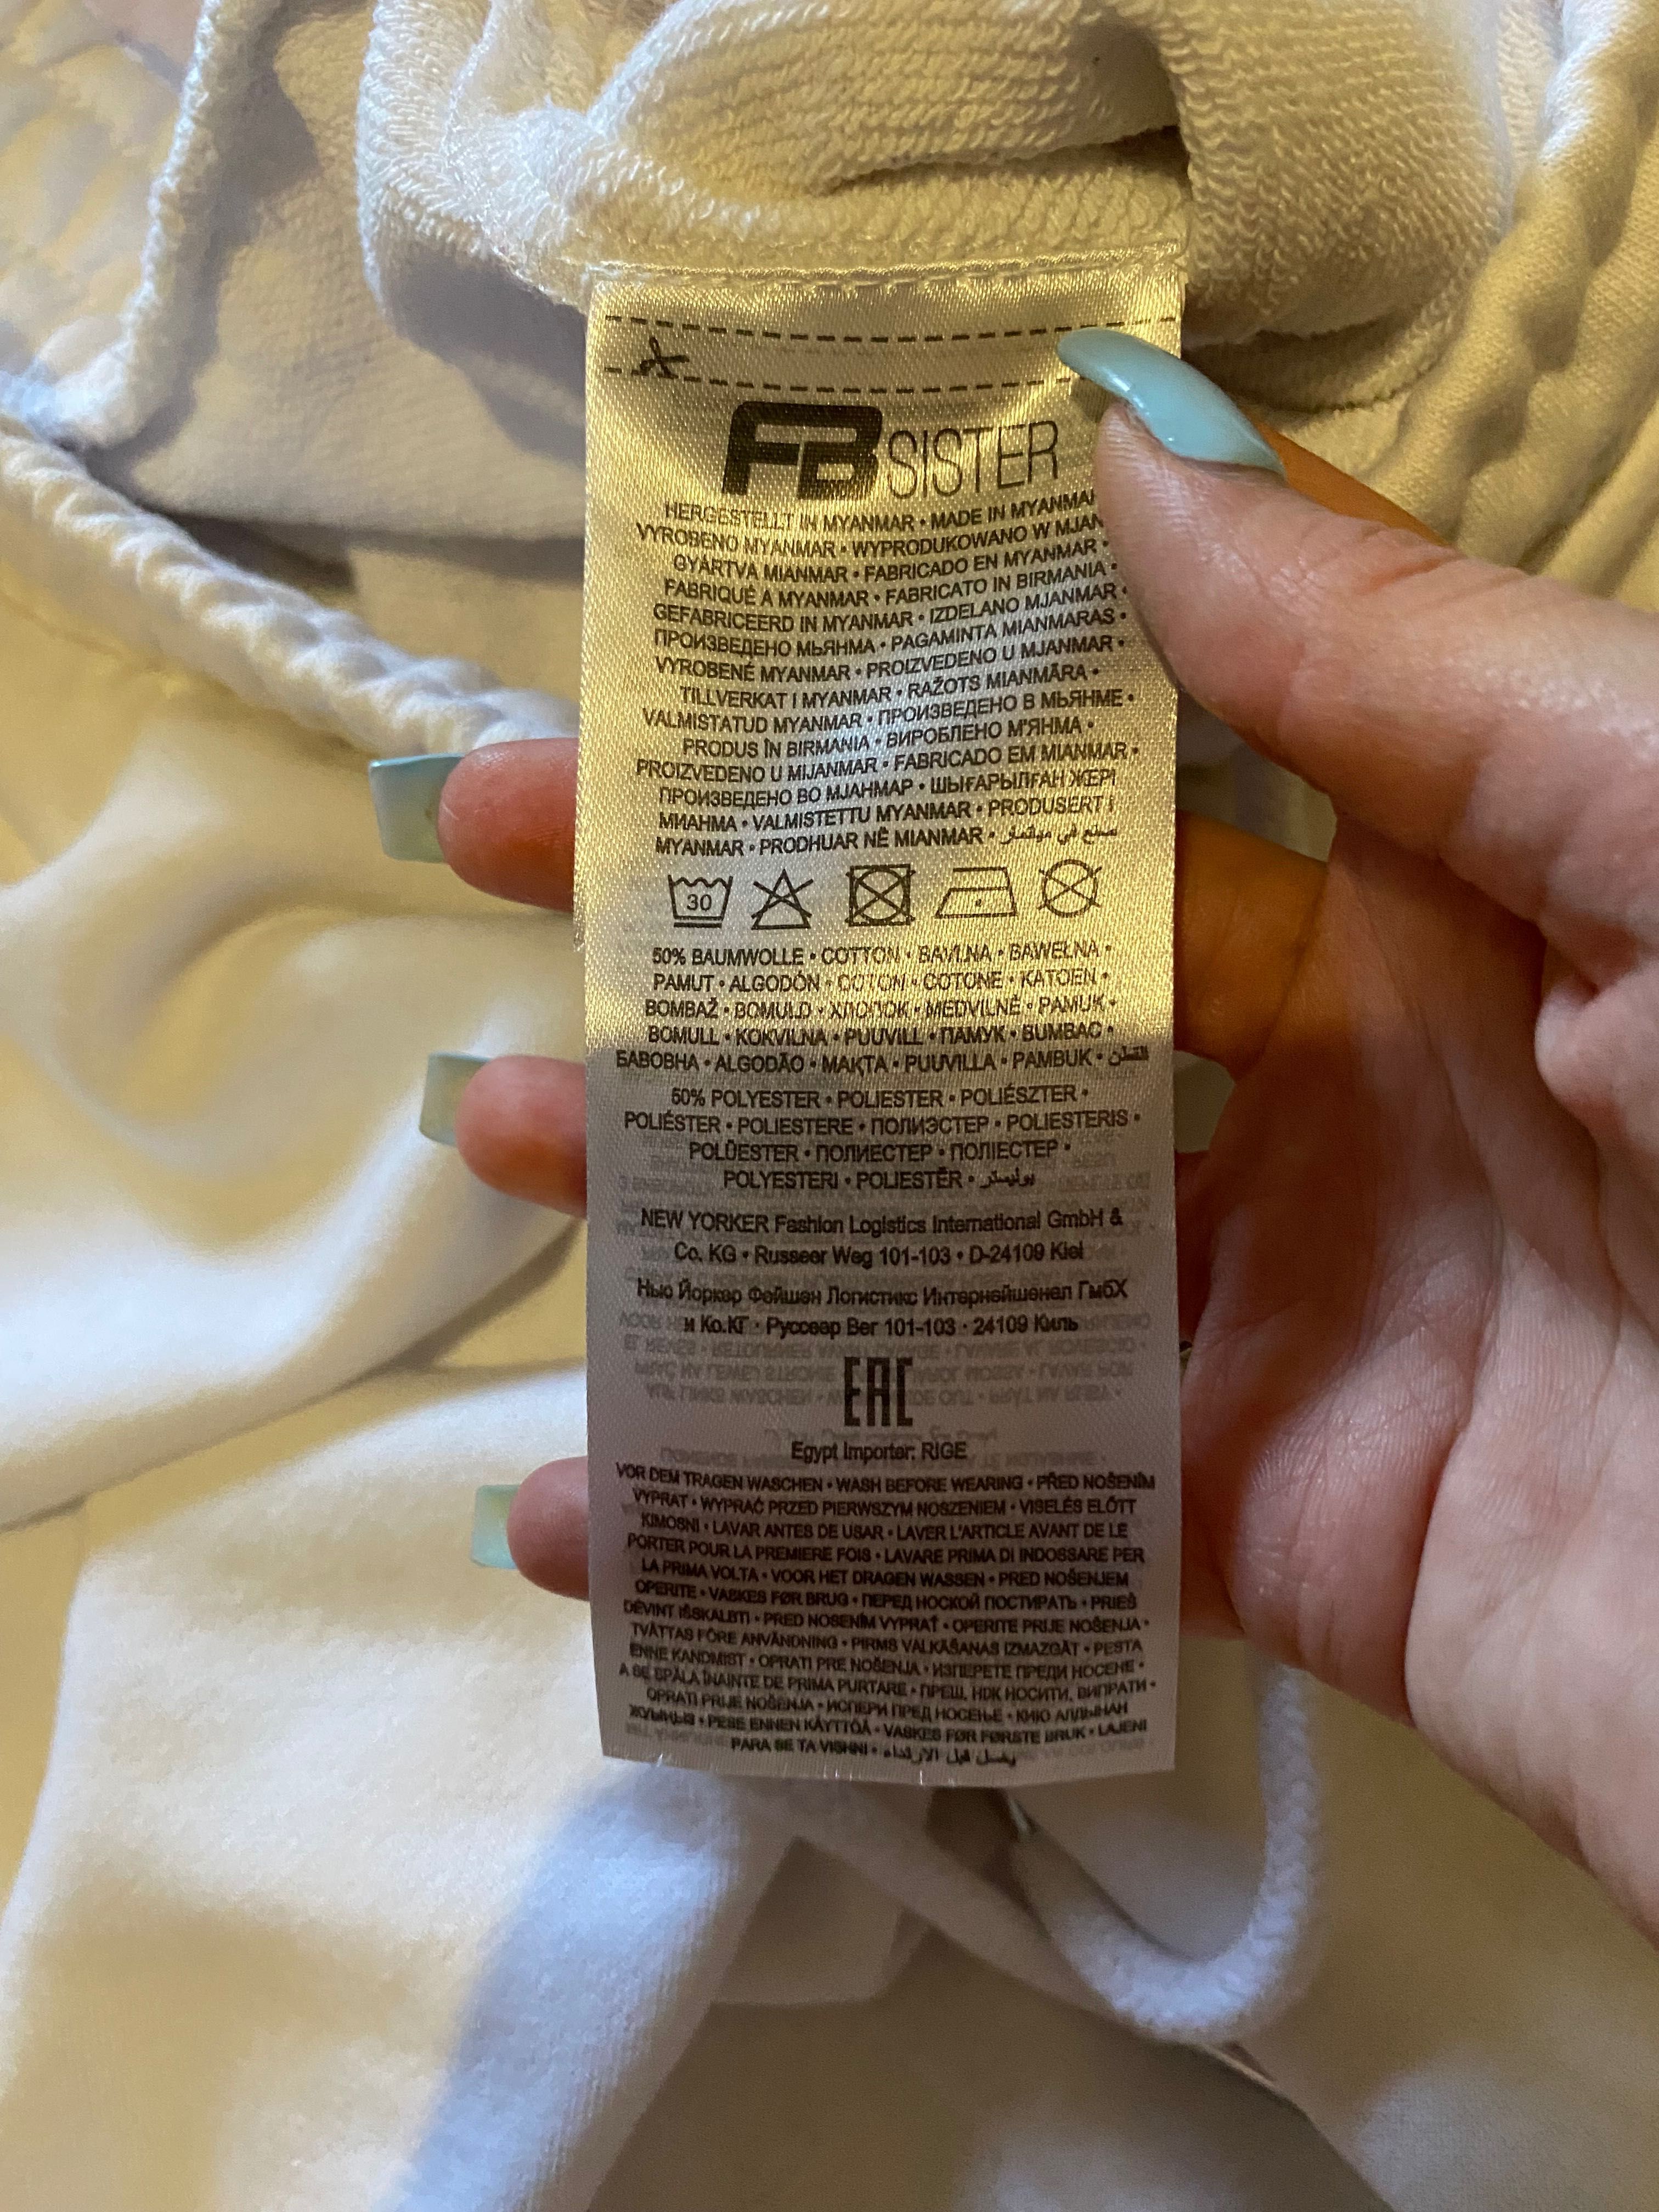 FB SISTER
HERGESTELLT IN MYANMAR • MADE IN MYANMAR
VYROBENO MYANMAR • WYPRODUKOWANO W MJAN
GYÁRTVA MIANMAR • FABRICADO EN MYANMAR •
FABRIQUÉ A MYANMAR • FABRICATO IN BIRMANIA •
GEFABRICEERD IN MYANMAR • IZDELANO MJANMAR •
ПРОИЗВЕДЕНО МЬЯНМА • PAGAMINTA MIANMARAS •
VYROBENÉ MYANMAR • PROIZVEDENO U MJANMAR •
TILLVERKAT I MYANMAR • RAŽOTS MIANMĀRA •
VALMISTATUD MYANMAR • ПРОИЗВЕДЕНО В МЬЯНМЕ •
PRODUS ÎN BIRMANIA • ВИРОБЛЕНО М'ЯНМА •
PROIZVEDENO U MIJANMAR • FABRICADO EM MIANMAR •
ПРОИЗВЕДЕНО ВО МЈАНМАР • ШЫҒАРЫЛҒАН ЖЕРІ
МИАНМА • VALMISTETTU MYANMAR • PRODUSERT I
MYANMAR • PRODHUAR NË MIANMAR • صنع في ميانمار
30
50% BAUMWOLLE • COTTON • BAVLNA • BAWEŁNA •
PAMUT • ALGODÓN • COTON • COTONE • KATOEN •
BOMBAŽ • BOMULD • ХЛОПОК • MEDVILNĖ • PAMUK •
BOMULL • KOKVILNA • PUUVILL • ПАМУК • BUMBAC •
БАВОВНА • ALGODÃO • МАҚТА • PUUVILLA • PAMBUK • القطن
50% POLYESTER • POLIESTER • POLIÉSZTER •
POLIÉSTER • POLIESTERE • ПОЛИЭСТЕР • POLIESTERIS •
POLÜESTER • ПОЛИЕСТЕР • ПОЛІЕСТЕР •
POLYESTERI • POLIESTËR • بوليستر
NEW YORKER Fashion Logistics International GmbH &
Co. KG • Russeer Weg 101-103 • D-24109 Kiel
Нью Йоркер Фейшен Логистикс Интернейшенел ГмбХ
и Ко.КГ • Руссеер Вег 101-103 • 24109 Киль
EAC
Egypt Importer: RIGE
VOR DEM TRAGEN WASCHEN • WASH BEFORE WEARING • PŘED NOŠENÍM
VYPRAT • WYPRAĆ PRZED PIERWSZYM NOSZENIEM • VISELÉS ELŐTT
KIMOSNI • LAVAR ANTES DE USAR • LAVER L'ARTICLE AVANT DE LE
PORTER POUR LA PREMIERE FOIS • LAVARE PRIMA DI INDOSSARE PER
LA PRIMA VOLTA • VOOR HET DRAGEN WASSEN • PRED NOŠENJEM
OPERITE • VASKES FØR BRUG • ПЕРЕД НОСКОЙ ПОСТИРАТЬ • PRIEŠ
DĖVINT IŠSKALBTI • PRED NOSENÍM VYPRAŤ • OPERITE PRIJE NOŠENJA •
TVÄTTAS FÖRE ANVÄNDNING • PIRMS VALKĀŠANAS IZMAZGĀT • PESTA
ENNE KANDMIST • OPRATI PRE NOŠENJA • ИЗПЕРЕТЕ ПРЕДИ НОСЕНЕ •
A SE SPĂLA ÎNAINTE DE PRIMA PURTARE • ПРЕШ, НІЖ НОСИТИ, ВИПРАТИ •
OPRATI PRIJE NOŠENJA • ИСПЕРИ ПРЕД НОСЕЊЕ • КИЮ АЛДЫНАН
ЖУЫҢЫЗ • PESE ENNEN KÄYTTÖÄ • VASKES FØR FØRSTE BRUK • LAJENI
PARA SE TA VISHNI • يغسل قبل الارتداء